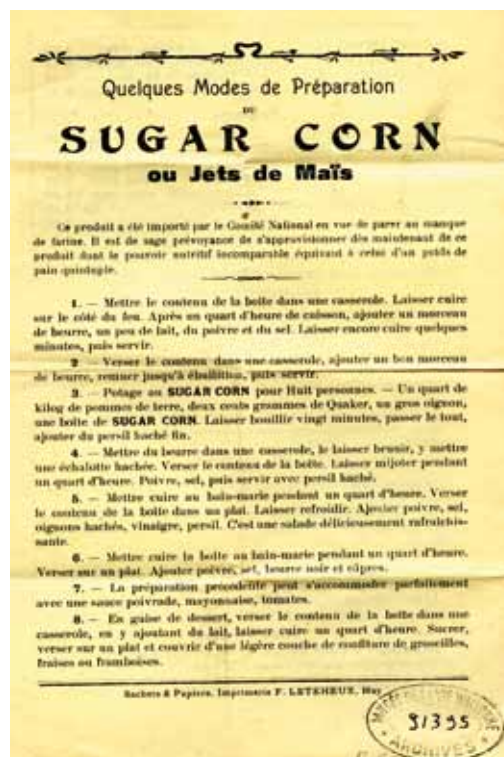 Quelques Modes de Préparation
DU
SUGAR CORN
ou Jets de Maïs
Ce produit a été importé par le Comité National en vue de parer au manque
de farine. Il est de sage prévoyance de s'approvisionner dès maintenant de ce
produit dont le pouvoir nutritif incomparable équivaut à celui d'un poids de
pain quintuple.
1. — Mettre le contenu de la boîte dans une casserole. Laisser cuire
sur le côté du feu. Après un quart d'heure de cuisson, ajouter un morceau
de beurre, un peu de lait, du poivre et du sel. Laisser encore cuire quelques
minutes, puis servir.
2 — Verser le contenu dans une casserole, ajouter un bon morceau
de beurre, remuer jusqu'à ébullition, puis servir.
3. — Potage au SUGAR CORN pour Huit personnes. — Un quart de
kilog de pommes de terre, deux cents grammes de Quaker, un gros oignon,
une boîte de SUGAR CORN. Laisser bouillir vingt minutes, passer le tout,
ajouter du persil haché fin.
4. — Mettre du beurre dans une casserole, le laisser brunir, y mettre
une échalotte hachée. Verser le contenu de la boîte. Laisser mijoter pendant
un quart d'heure. Poivre, sel, puis servir avec persil haché.
5. — Mettre cuire au bain-marie pendant un quart d'heure. Verser
le contenu de la boîte dans un plat. Laisser refroidir. Ajouter poivre, sel,
oignons hachés, vinaigre, persil. C'est une salade délicieusement rafraîchis-
sante.
6. — Mettre cuire la boîte au bain-marie pendant un quart d'heure.
Verser sur un plat. Ajouter poivre, sel, beurre noir et câpres.
7. — La préparation précédente peut s'accommoder parfaitement
avec une sauce poivrade, mayonnaise, tomates.
8. — En guise de dessert, verser le contenu de la boîte dans une
casserole, en y ajoutant du lait, laisser cuire un quart d'heure. Sucrer,
verser sur un plat et couvrir d'une légère couche de confiture de groseilles,
fraises ou framboises.
Sachets & Papiers, Imprimerie F. LETEHEUX, Huy
31355
ARCHIVES